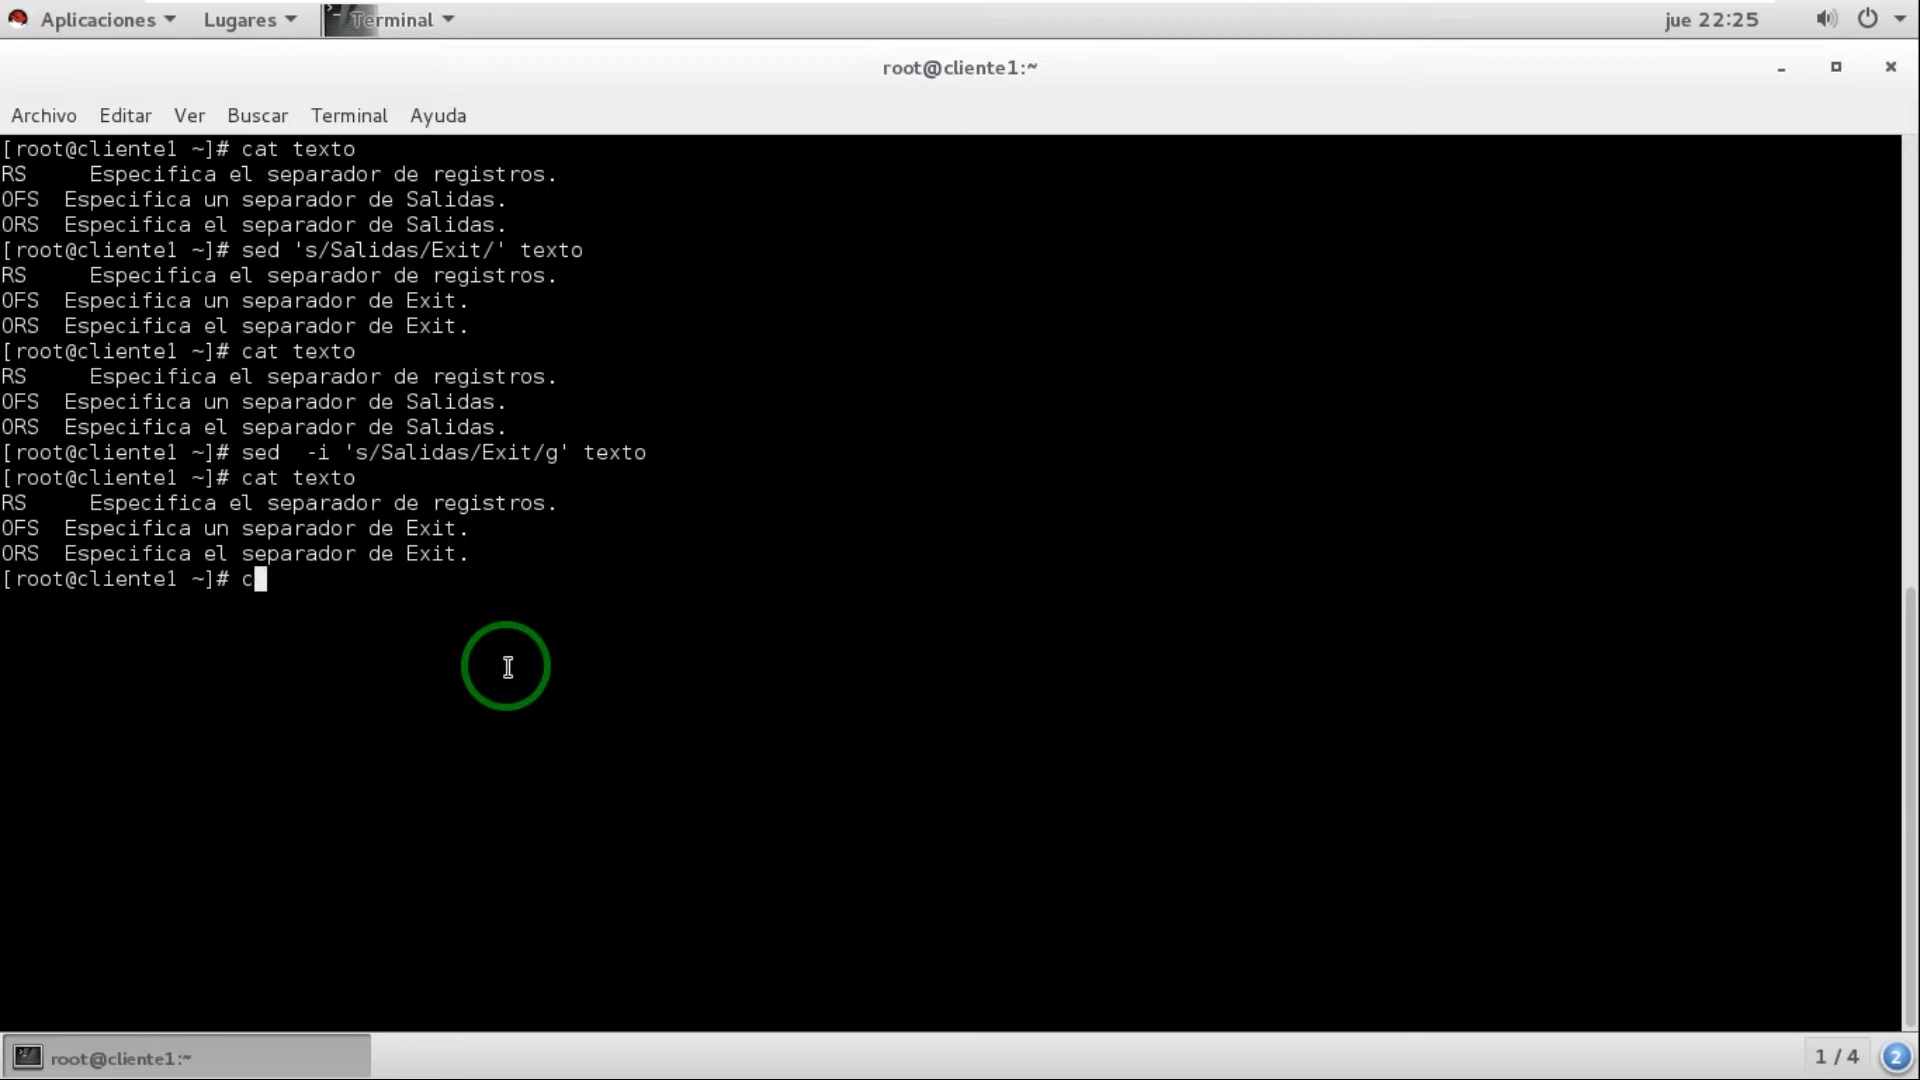 Aplicaciones Lugares Terminal jue 22:25
root@cliente1:~
Archivo Editar Ver Buscar Terminal Ayuda
[root@cliente1 ~]# cat texto
RS     Especifica el separador de registros.
OFS  Especifica un separador de Salidas.
ORS  Especifica el separador de Salidas.
[root@cliente1 ~]# sed 's/Salidas/Exit/' texto
RS     Especifica el separador de registros.
OFS  Especifica un separador de Exit.
ORS  Especifica el separador de Exit.
[root@cliente1 ~]# cat texto
RS     Especifica el separador de registros.
OFS  Especifica un separador de Salidas.
ORS  Especifica el separador de Salidas.
[root@cliente1 ~]# sed  -i 's/Salidas/Exit/g' texto
[root@cliente1 ~]# cat texto
RS     Especifica el separador de registros.
OFS  Especifica un separador de Exit.
ORS  Especifica el separador de Exit.
[root@cliente1 ~]# c
root@cliente1:~ 1 / 4 2